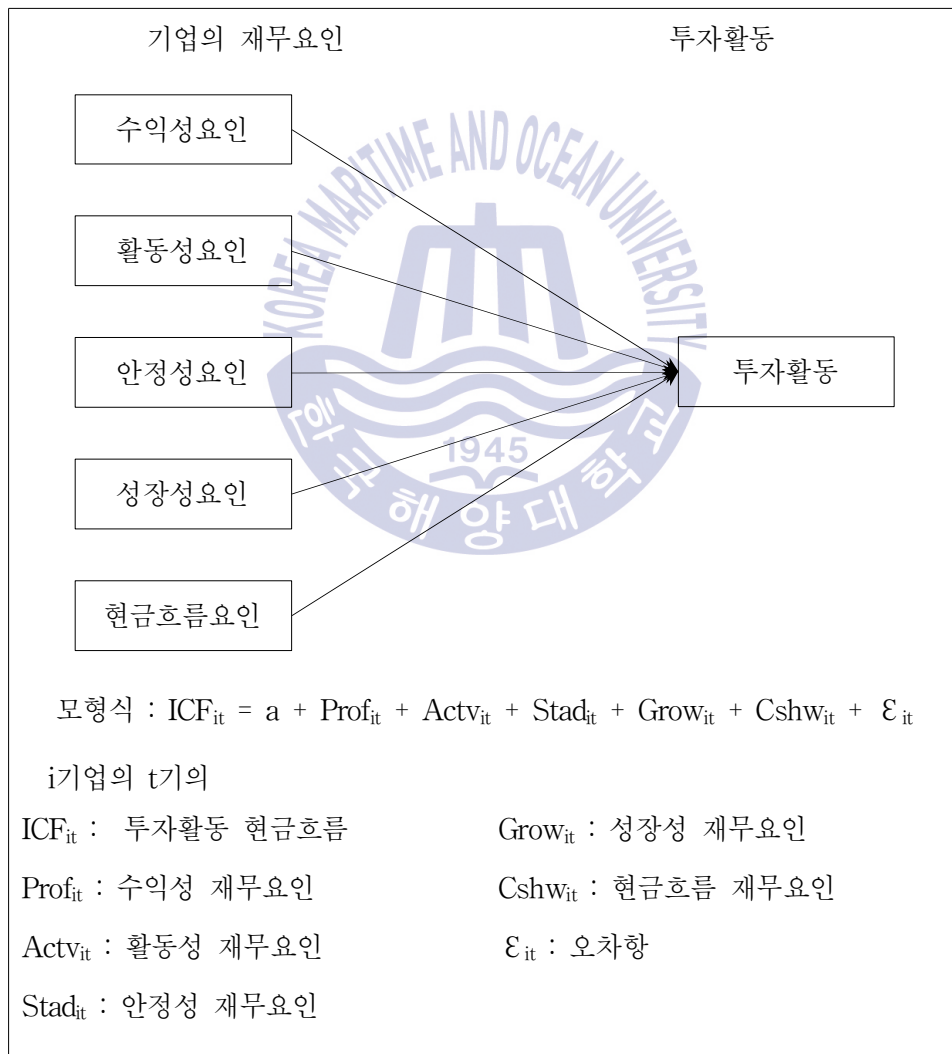 기업의 재무요인 투자활동
수익성요인
활동성요인
안정성요인
성장성요인
현금흐름요인
투자활동
KOREA MARITIME AND OCEAN UNIVERSITY
1945
한국해양대학교
모형식 : ICFit = a + Profit + Actvit + Stadit + Growit + Cshwit + Ɛit
i기업의 t기의
ICFit : 투자활동 현금흐름 Growit : 성장성 재무요인
Profit : 수익성 재무요인 Cshwit : 현금흐름 재무요인
Actvit : 활동성 재무요인 Ɛit : 오차항
Stadit : 안정성 재무요인